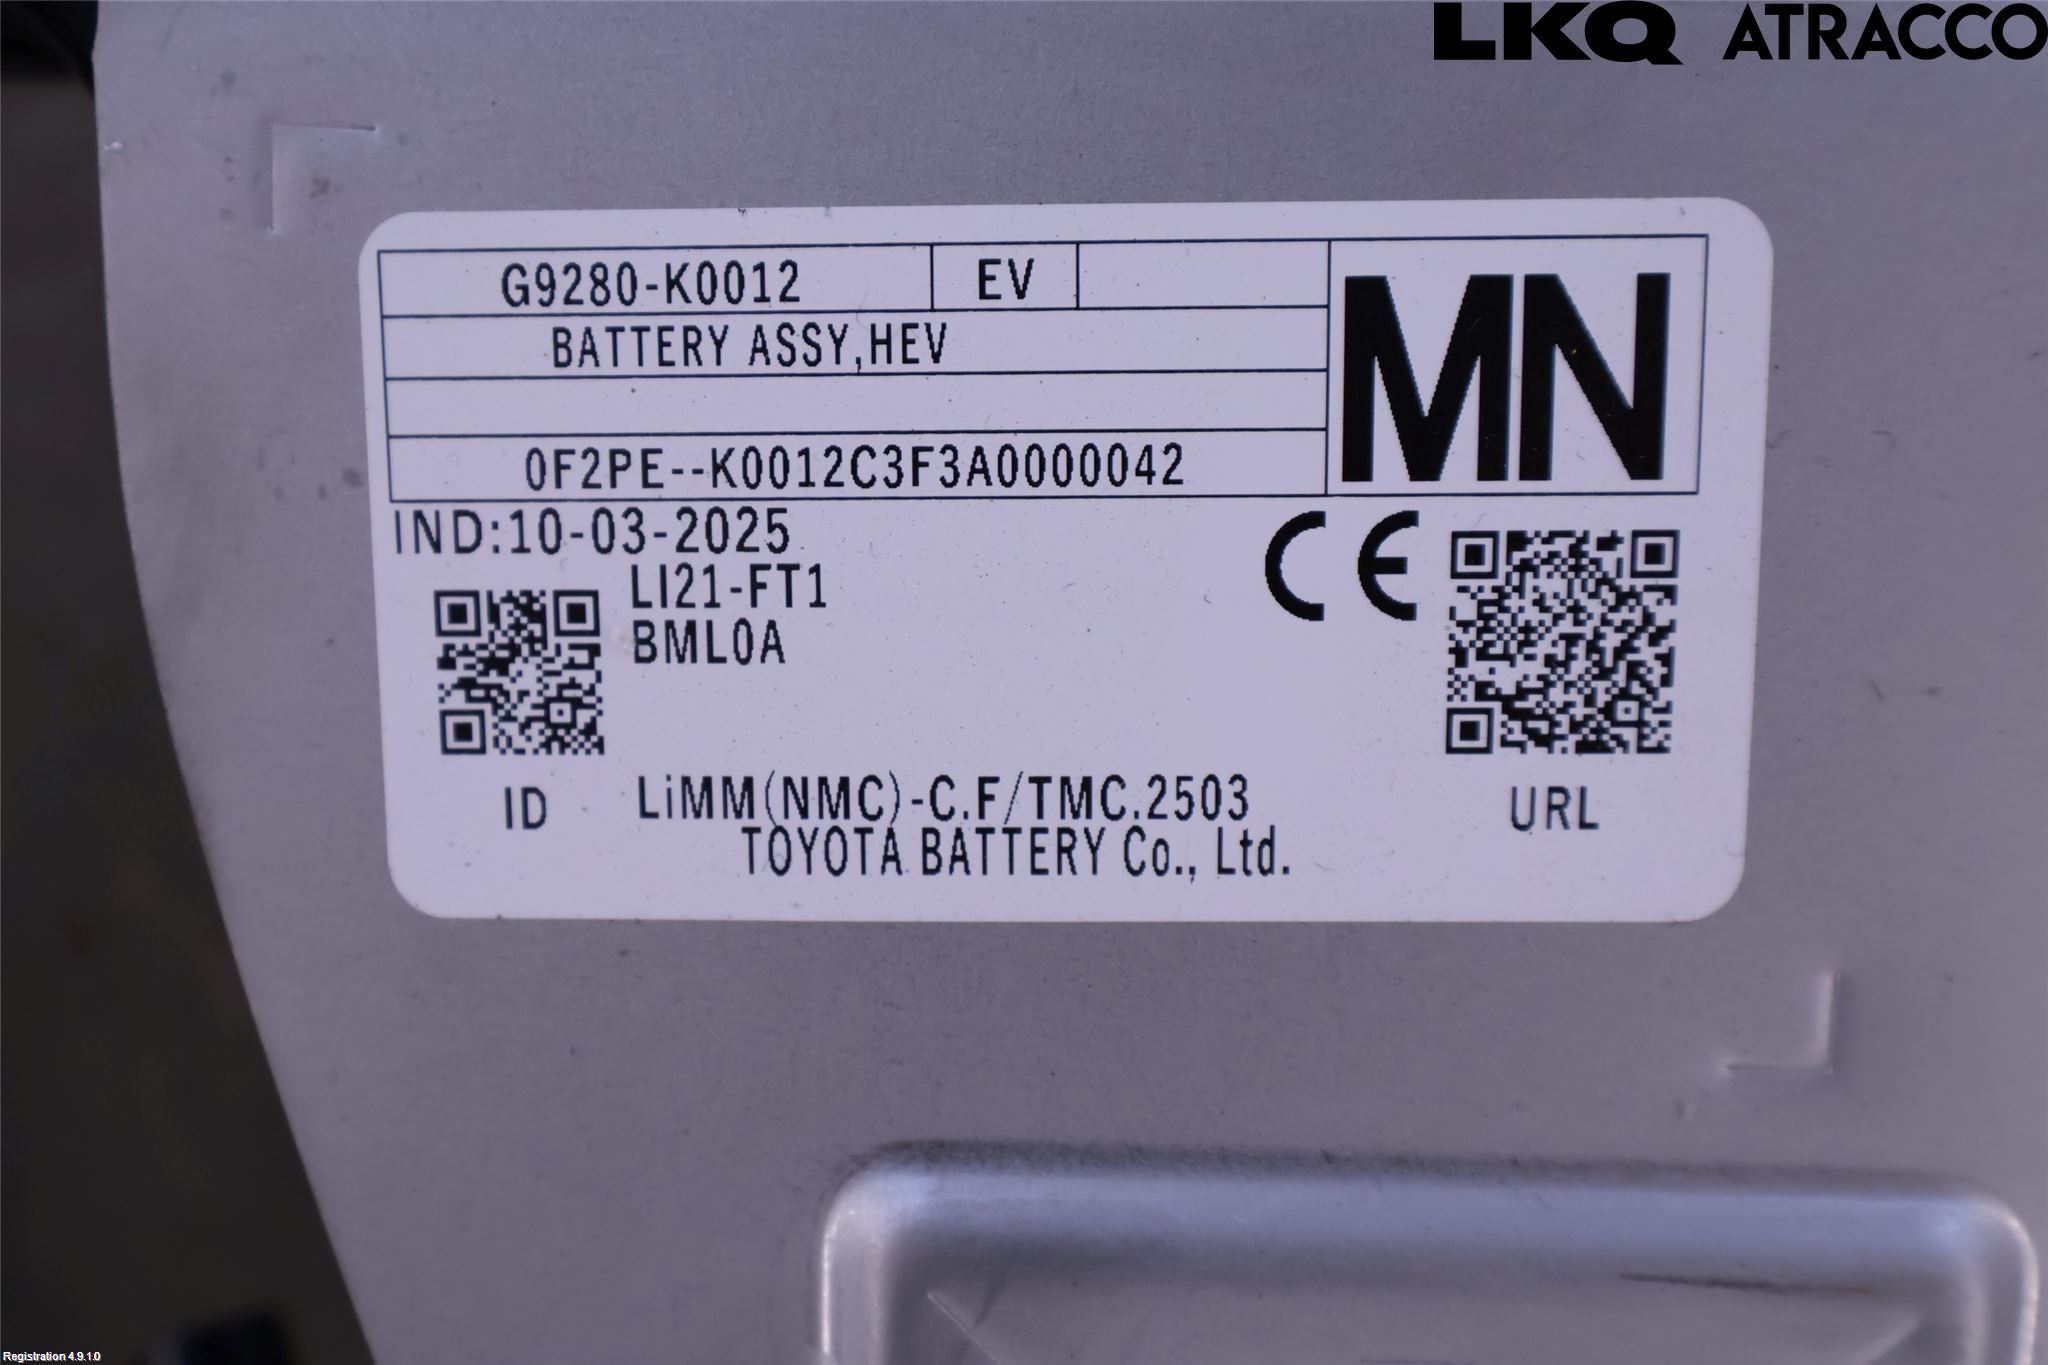 LKQ ATRACCO
G9280-K0012 EV
BATTERY ASSY,HEV
MN
0F2PE--K0012C3F3A0000042
IND:10-03-2025
CE
LI21-FT1
BML0A
ID
URL
LiMM(NMC)-C.F/TMC.2503
TOYOTA BATTERY Co., Ltd.
Registration 4.9.1.0